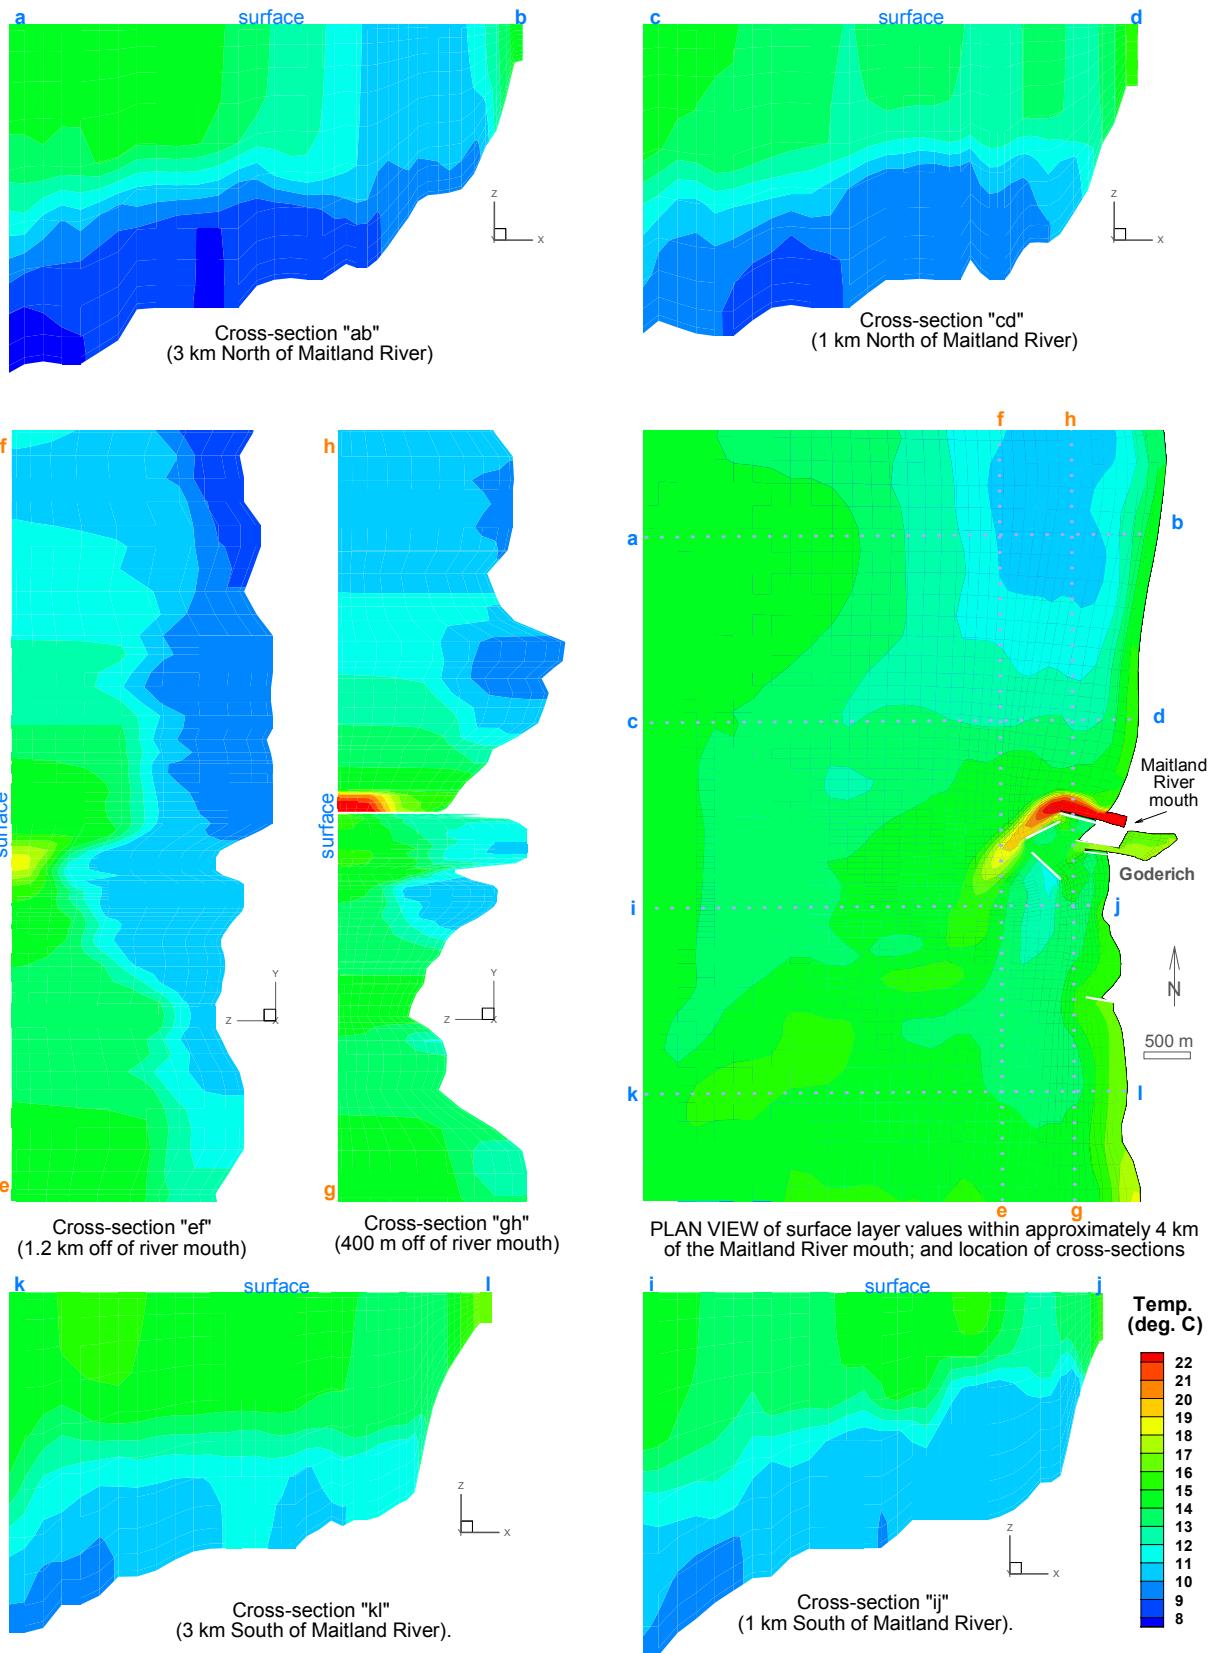 a surface b
c surface d
Z
X
Y
Z
X
Y
Cross-section "ab"
(3 km North of Maitland River)
Cross-section "cd"
(1 km North of Maitland River)
f
surface
e
Y
Z
X
Cross-section "ef"
(1.2 km off of river mouth)
h
surface
g
Y
Z
X
Cross-section "gh"
(400 m off of river mouth)
f h
a b
c d
Maitland
River
mouth
Goderich
i j
N
500 m
k l
e g
PLAN VIEW of surface layer values within approximately 4 km
of the Maitland River mouth; and location of cross-sections
k surface l
Z
Y
X
Cross-section "kl"
(3 km South of Maitland River).
i surface j
Z
Y
X
Cross-section "ij"
(1 km South of Maitland River).
Temp.
(deg. C)
22
21
20
19
18
17
16
15
14
13
12
11
10
9
8